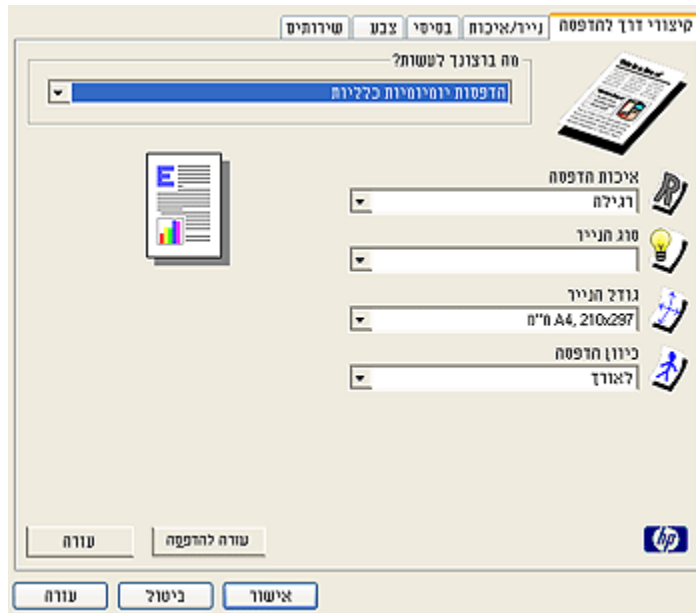 קיצורי דרך להדפסה
נייר/איכות
בסיסי
צבע
שירותים
מה ברצונך לעשות?
הדפסות יומיומיות כלליות
איכות הדפסה
רגילה
סוג הנייר
גודל הנייר
A4, 210x297 מ"מ
כיוון הדפסה
לאורך
E
עזרה להדפסה
עזרה
hp
אישור
ביטול
עזרה